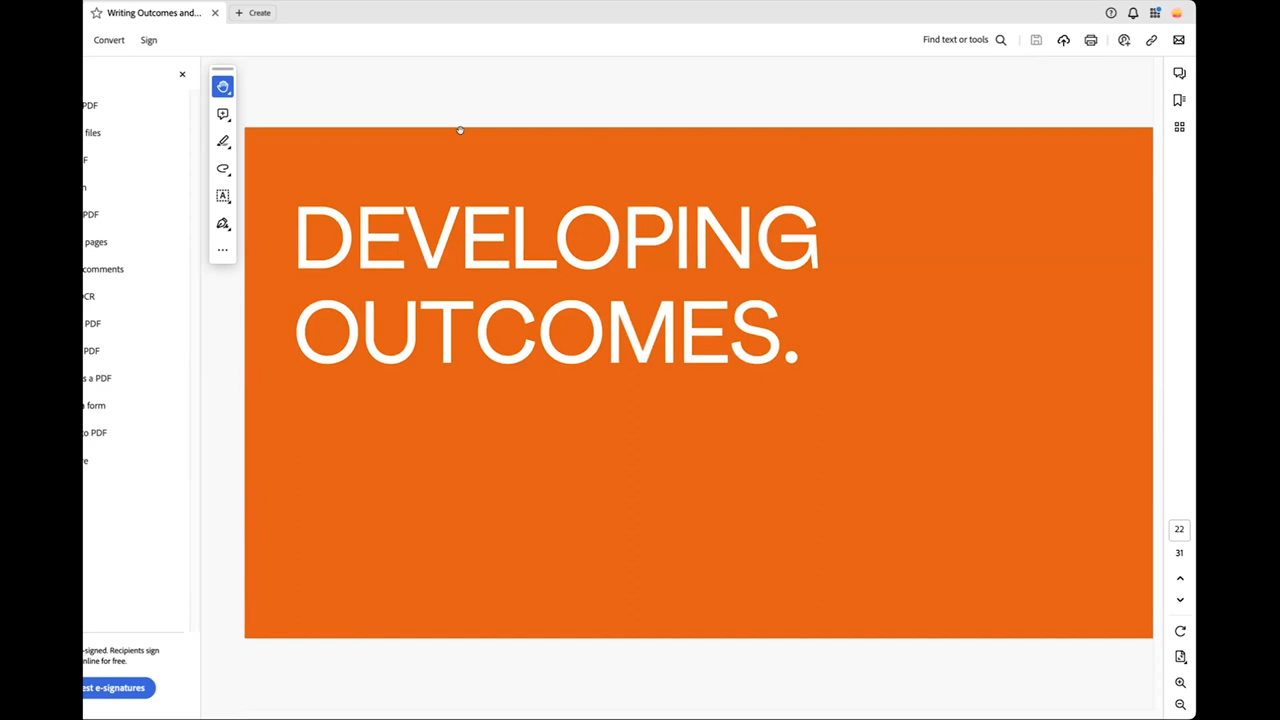 Writing Outcomes and...
Create
Convert
Sign
Find text or tools
PDF
files
PDF
pages
comments
PDF
PDF
s a PDF
form
to PDF
DEVELOPING
OUTCOMES.
22
31
-signed. Recipients sign
nline for free.
est e-signatures